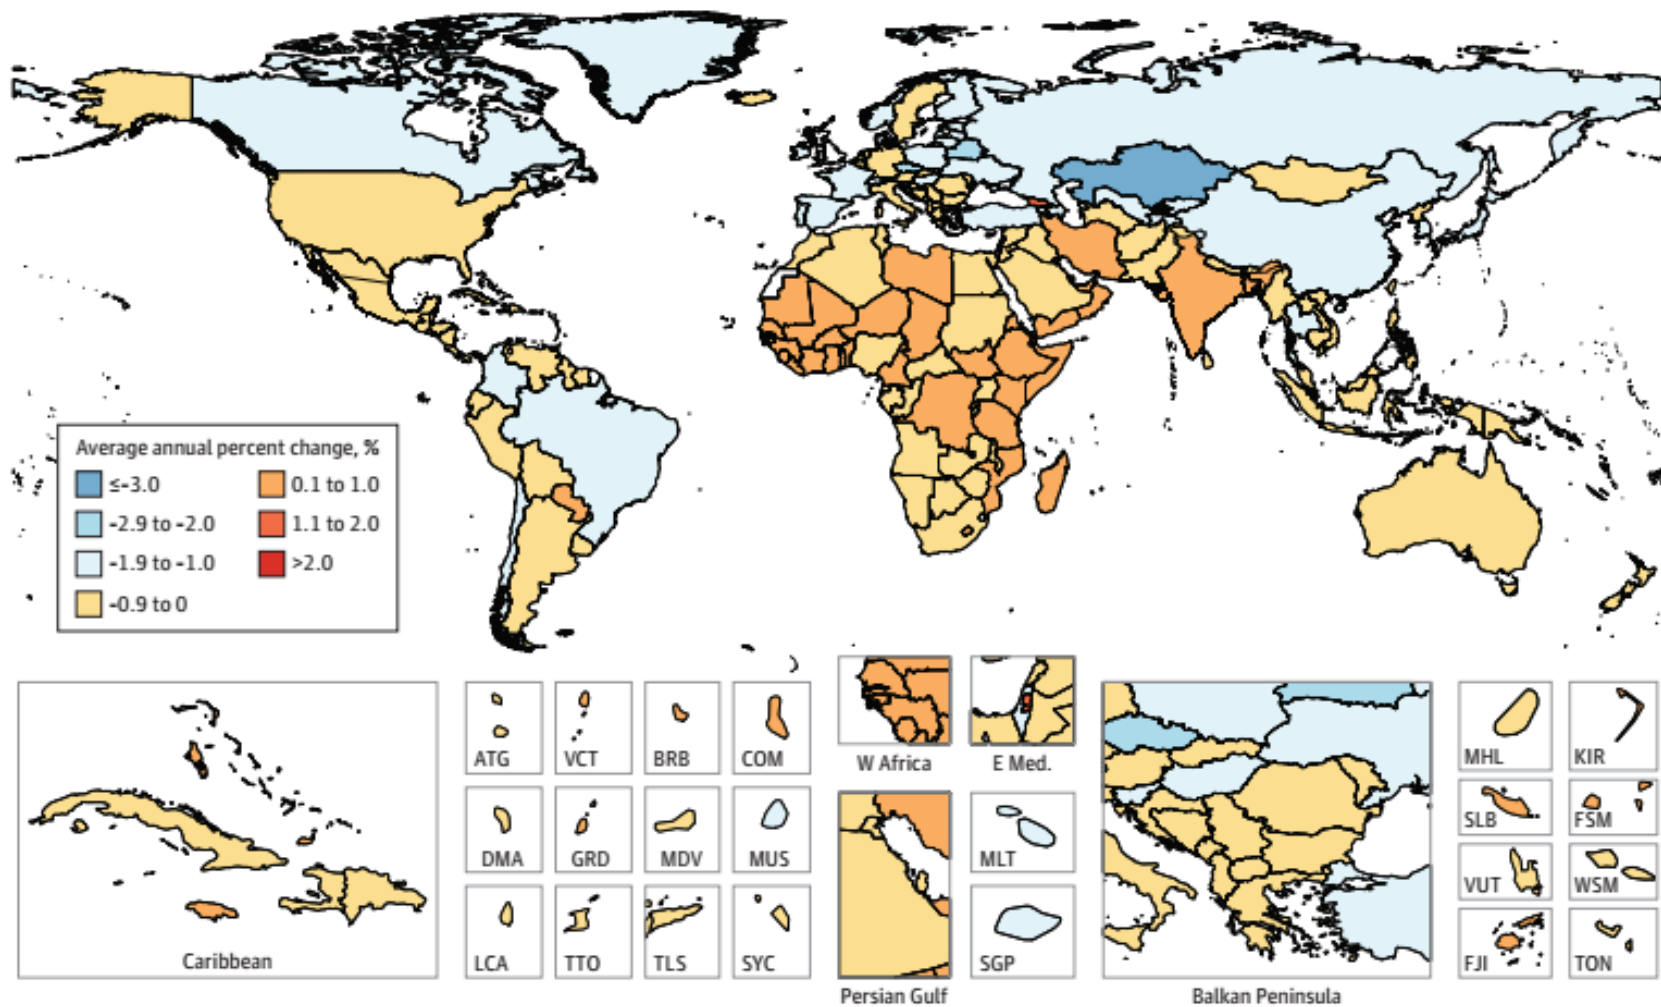 Average annual percent change, %
≤-3.0
-2.9 to -2.0
-1.9 to -1.0
-0.9 to 0
0.1 to 1.0
1.1 to 2.0
>2.0
Caribbean
ATG
VCT
BRB
COM
DMA
GRD
MDV
MUS
LCA
TTO
TLS
SYC
W Africa
E Med.
Persian Gulf
MLT
SGP
Balkan Peninsula
MHL
KIR
SLB
FSM
VUT
WSM
FJI
TON